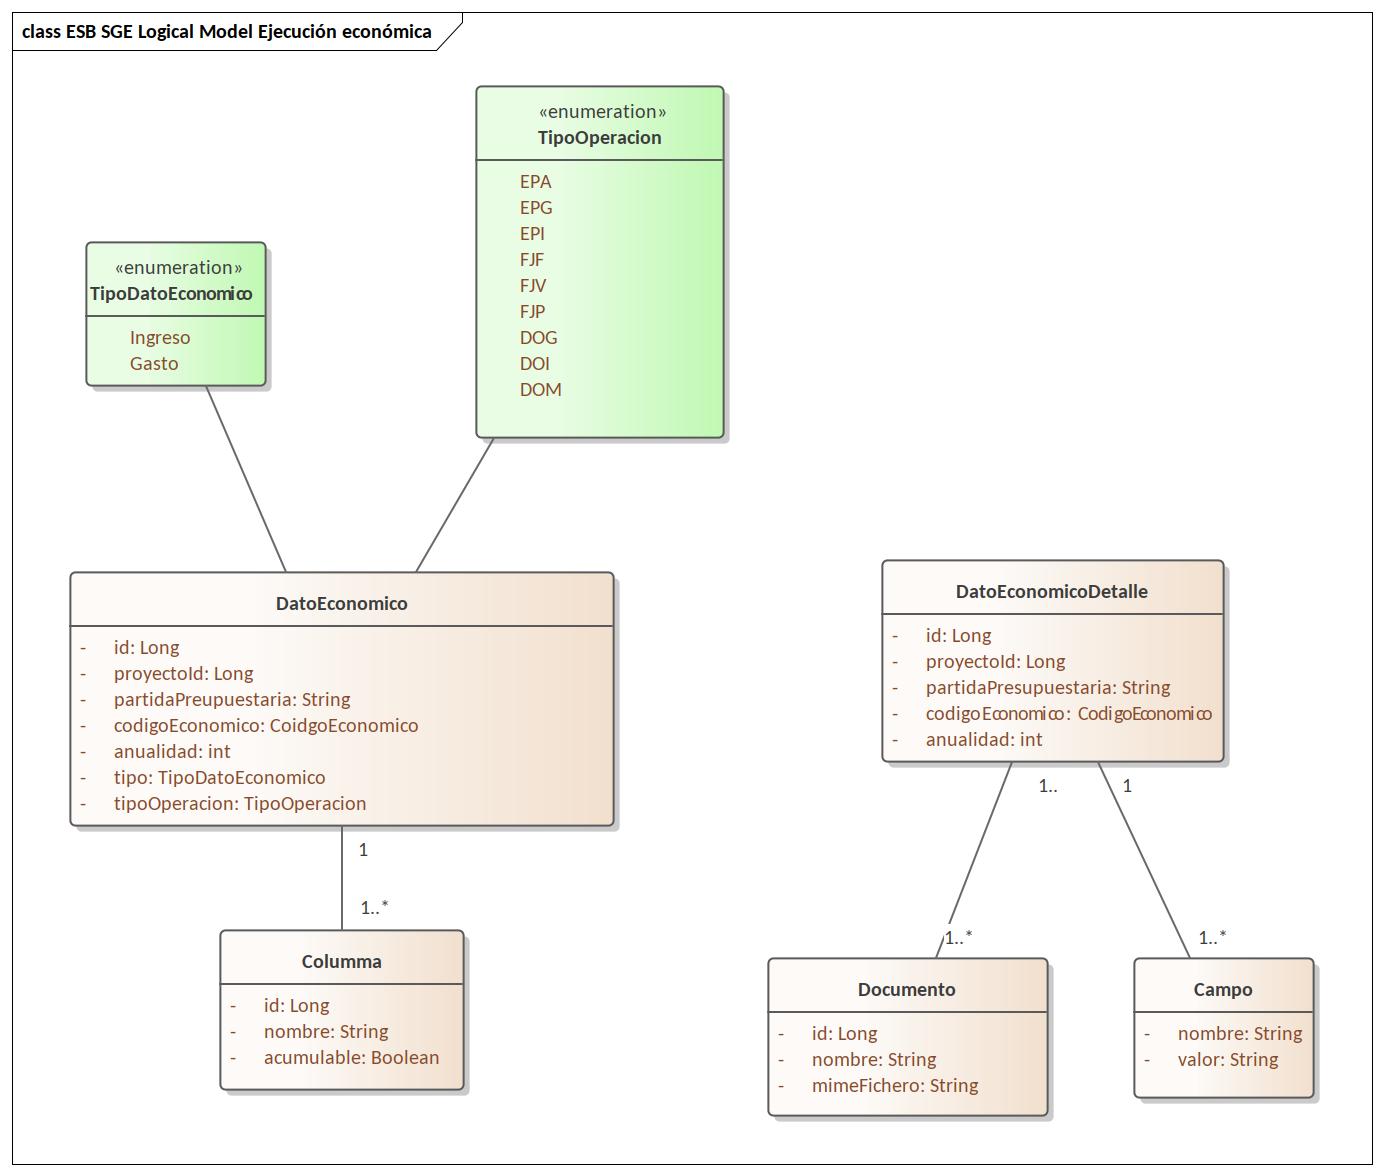 class ESB SGE Logical Model Ejecución económica
«enumeration»
TipoOperacion
EPA
EPG
EPI
FJF
FJV
FJP
DOG
DOI
DOM
«enumeration»
TipoDatoEconomico
Ingreso
Gasto
DatoEconomico
- id: Long
- proyectoId: Long
- partidaPreupuestaria: String
- codigoEconomico: CoidgoEconomico
- anualidad: int
- tipo: TipoDatoEconomico
- tipoOperacion: TipoOperacion
1
1..*
Columma
- id: Long
- nombre: String
- acumulable: Boolean
DatoEconomicoDetalle
- id: Long
- proyectoId: Long
- partidaPresupuestaria: String
- codigoEconomico: CodigoEconomico
- anualidad: int
1..
1
1..*
1..*
Documento
- id: Long
- nombre: String
- mimeFichero: String
Campo
- nombre: String
- valor: String